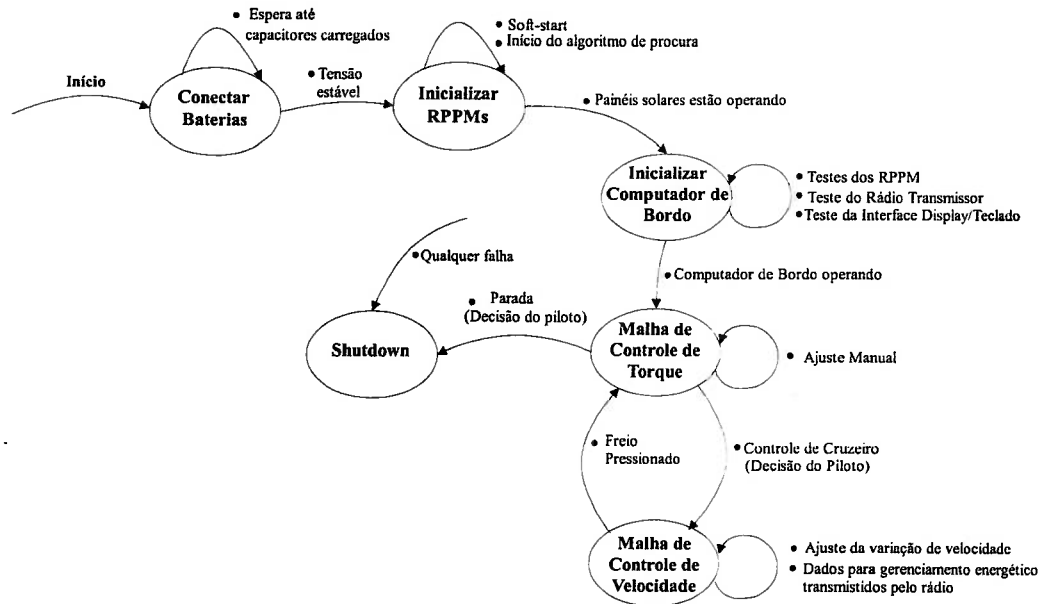 • Espera até
capacitores carregados
• Soft-start
• Início do algoritmo de procura
Início
• Tensão
estável
Conectar
Baterias
Inicializar
RPPMs
• Painéis solares estão operando
Inicializar
Computador de
Bordo
• Testes dos RPPM
• Teste do Rádio Transmissor
• Teste da Interface Display/Teclado
• Qualquer falha
• Computador de Bordo operando
• Parada
(Decisão do piloto)
Shutdown
Malha de
Controle de
Torque
• Ajuste Manual
• Freio
Pressionado
• Controle de Cruzeiro
(Decisão do Piloto)
Malha de
Controle de
Velocidade
• Ajuste da variação de velocidade
• Dados para gerenciamento energético
transmitidos pelo rádio